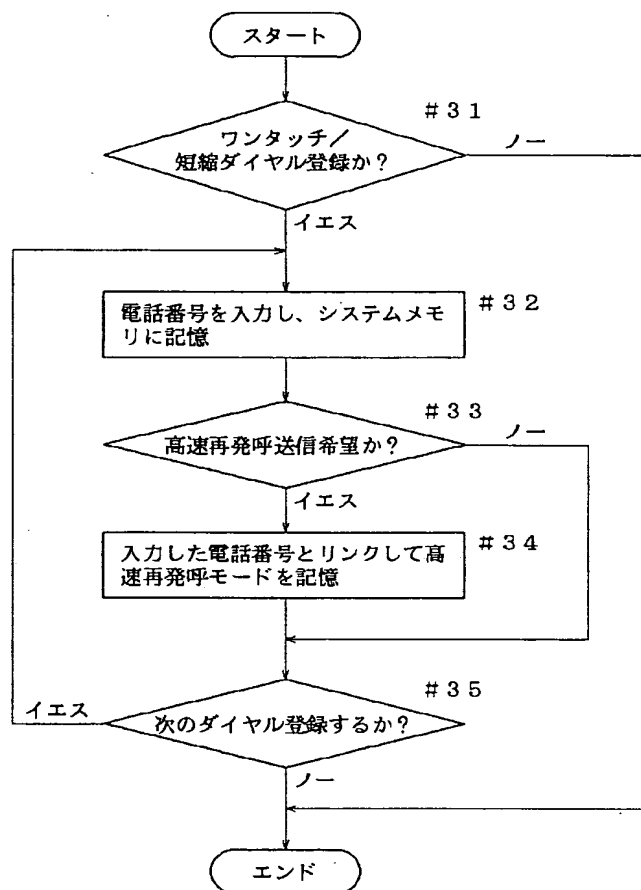 スタート
#31
ワンタッチ/
短縮ダイヤル登録か?
ノー
イエス
#32
電話番号を入力し、システムメモ
リに記憶
#33
高速再発呼送信希望か?
ノー
イエス
#34
入力した電話番号とリンクして高
速再発呼モードを記憶
#35
イエス
次のダイヤル登録するか?
ノー
エンド